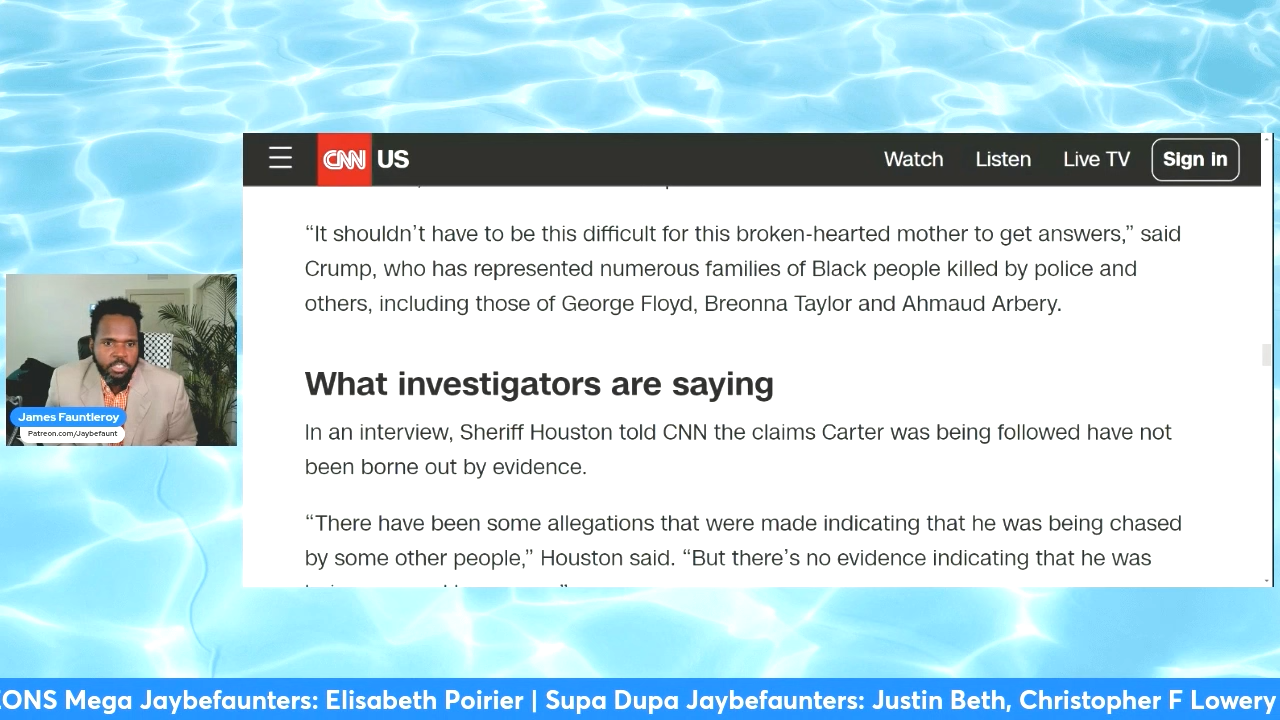 CNN US
Watch
Listen
Live TV
Sign in
“It shouldn’t have to be this difficult for this broken-hearted mother to get answers,” said
Crump, who has represented numerous families of Black people killed by police and
others, including those of George Floyd, Breonna Taylor and Ahmaud Arbery.
What investigators are saying
In an interview, Sheriff Houston told CNN the claims Carter was being followed have not
been borne out by evidence.
“There have been some allegations that were made indicating that he was being chased
by some other people,” Houston said. “But there’s no evidence indicating that he was
James Fauntleroy
Patreon.com/Jaybefaunt
Mega Jaybefaunters: Elisabeth Poirier | Supa Dupa Jaybefaunters: Justin Beth, Christopher F Lowery